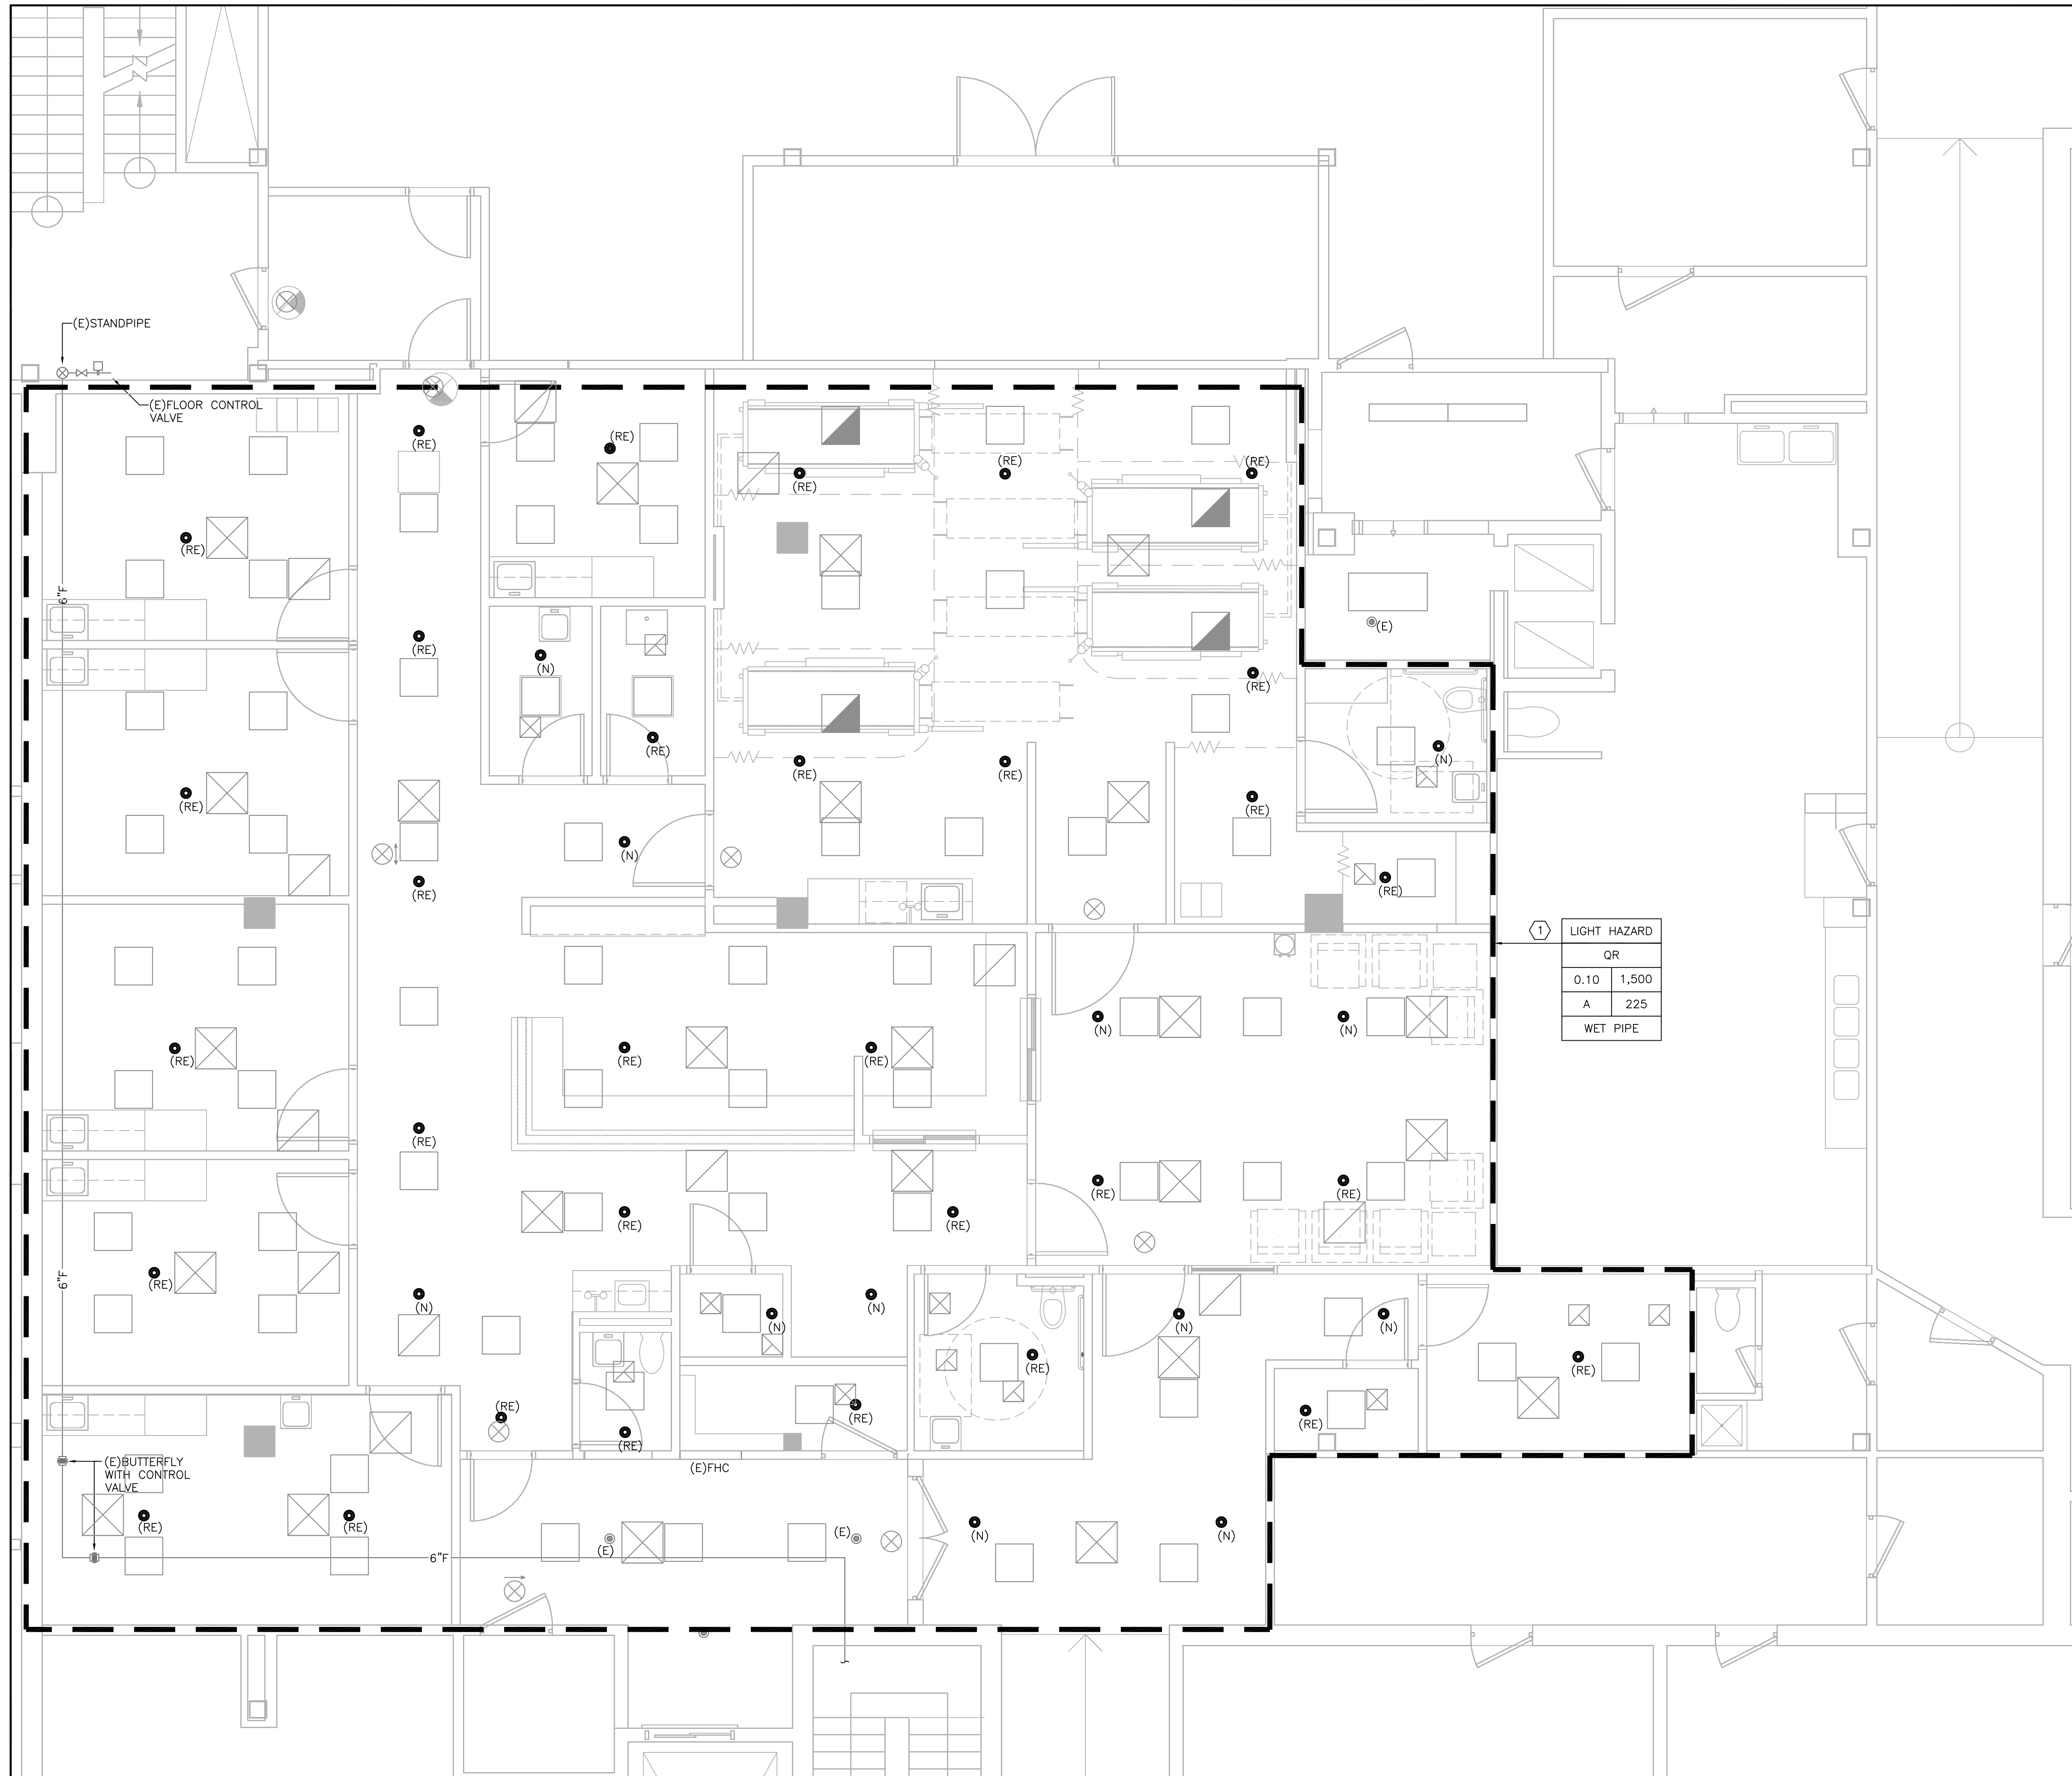 (E)STANDPIPE
(E)FLOOR CONTROL
VALVE
(RE)
(RE)
(RE)
(RE)
(RE)
(RE)
6"F
(E)
(RE)
(N)
(RE)
(RE)
(N)
(RE)
(RE)
(RE)
(RE)
(N)
(RE)
(RE)
1
LIGHT HAZARD
QR
0.10 1,500
A 225
WET PIPE
(N)
(N)
(RE)
(RE)
(RE)
(RE)
(RE)
(RE)
(RE)
(RE)
6"F
(RE)
(N)
(N)
(N)
(N)
(N)
(RE)
(RE)
(RE)
(RE)
(RE)
(RE)
(E)BUTTERFLY
WITH CONTROL
VALVE
(E)FHC
(RE)
(RE)
(E)
(N)
(N)
(E)
6"F